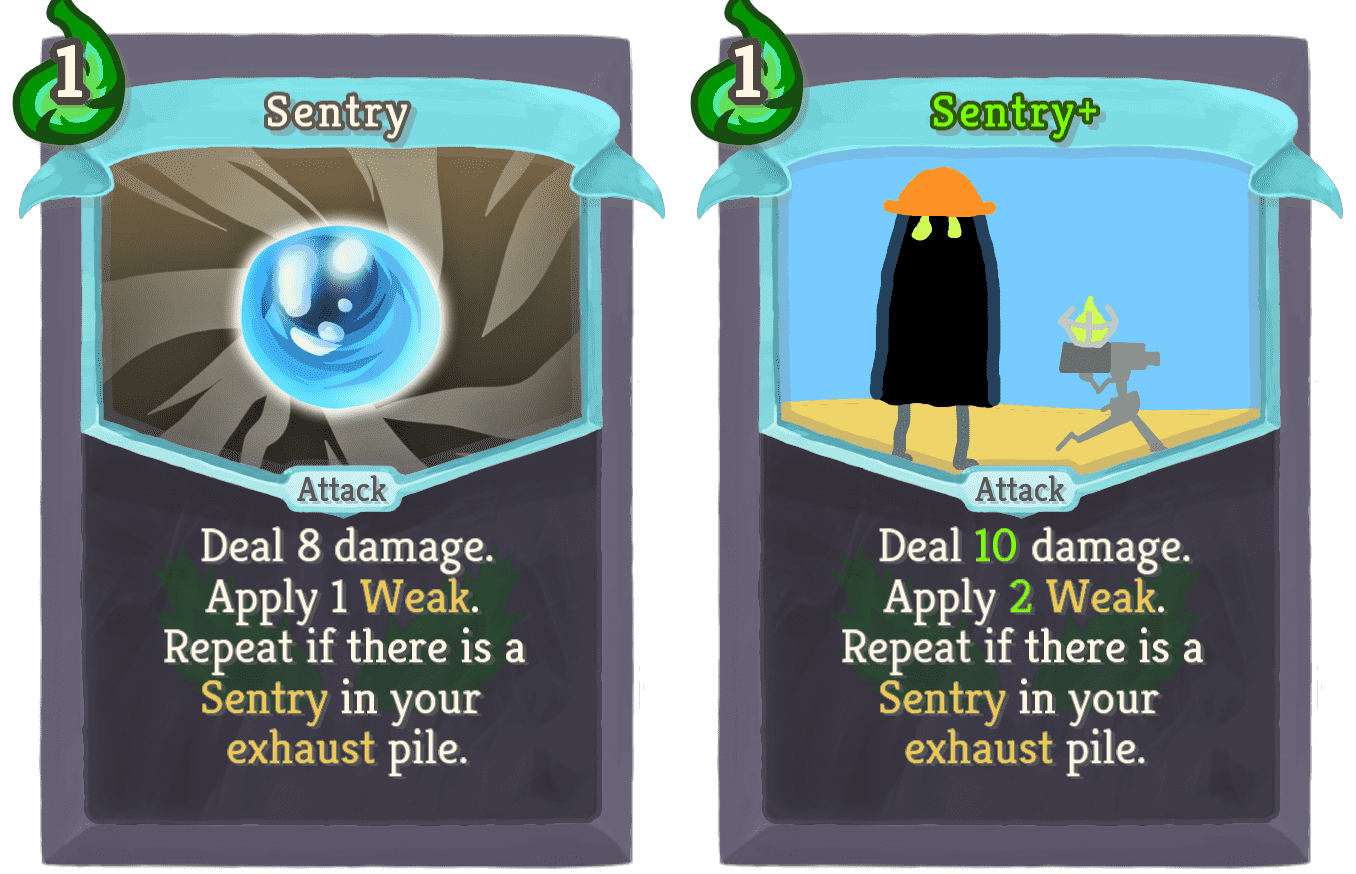 1
Sentry
Attack
Deal 8 damage.
Apply 1 Weak.
Repeat if there is a
Sentry in your
exhaust pile.
1
Sentry+
Attack
Deal 10 damage.
Apply 2 Weak.
Repeat if there is a
Sentry in your
exhaust pile.